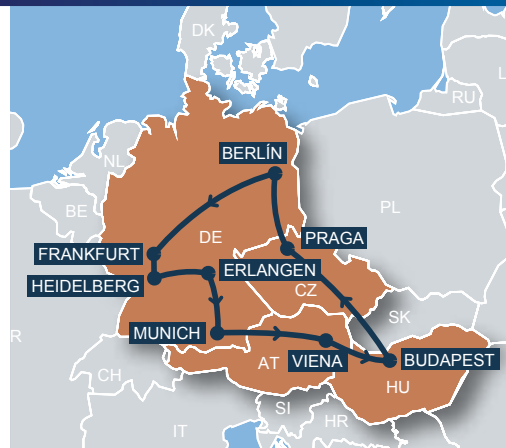 DK
RU
NL
BERLÍN
BE
PL
DE
PRAGA
FRANKFURT
ERLANGEN
HEIDELBERG
CZ
SK
MUNICH
VIENA
BUDAPEST
AT
CH
HU
SI
HR
IT